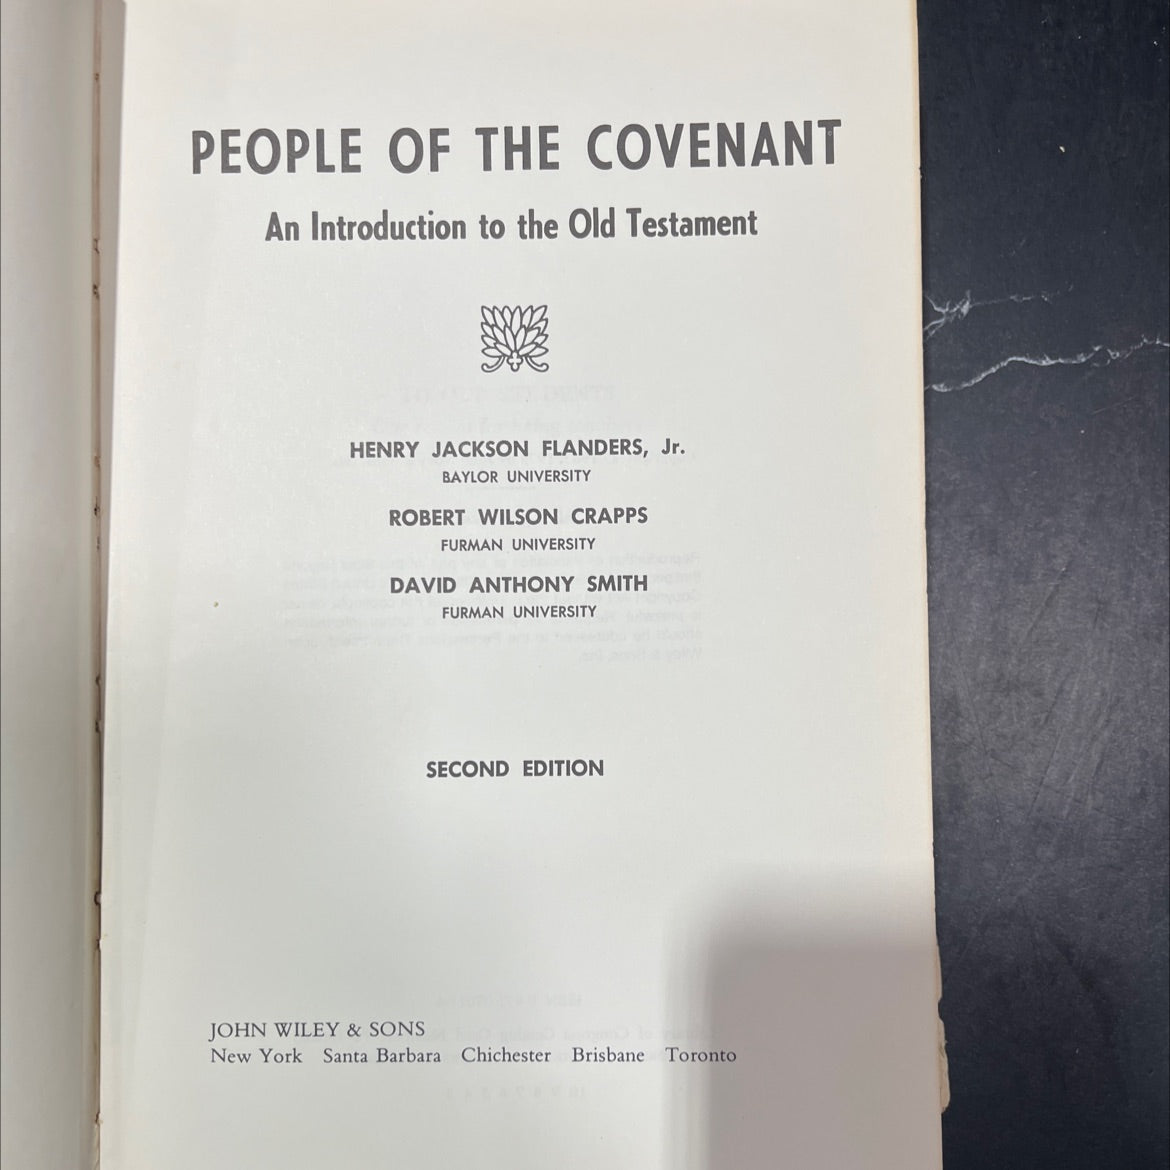 PEOPLE OF THE COVENANT
An Introduction to the Old Testament
HENRY JACKSON FLANDERS, Jr.
BAYLOR UNIVERSITY
ROBERT WILSON CRAPPS
FURMAN UNIVERSITY
DAVID ANTHONY SMITH
FURMAN UNIVERSITY
SECOND EDITION
JOHN WILEY & SONS
New York Santa Barbara Chichester Brisbane Toronto